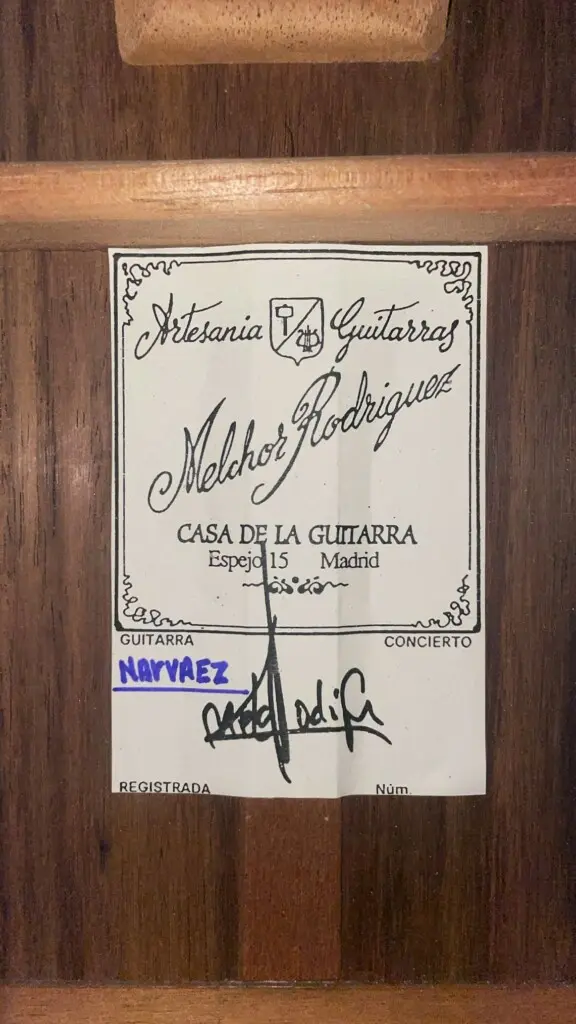 Artesania Guitarras
Melchor Rodriguez
CASA DE LA GUITARRA
Espejo 15 Madrid
GUITARRA CONCIERTO
NARVAEZ
REGISTRADA Núm.